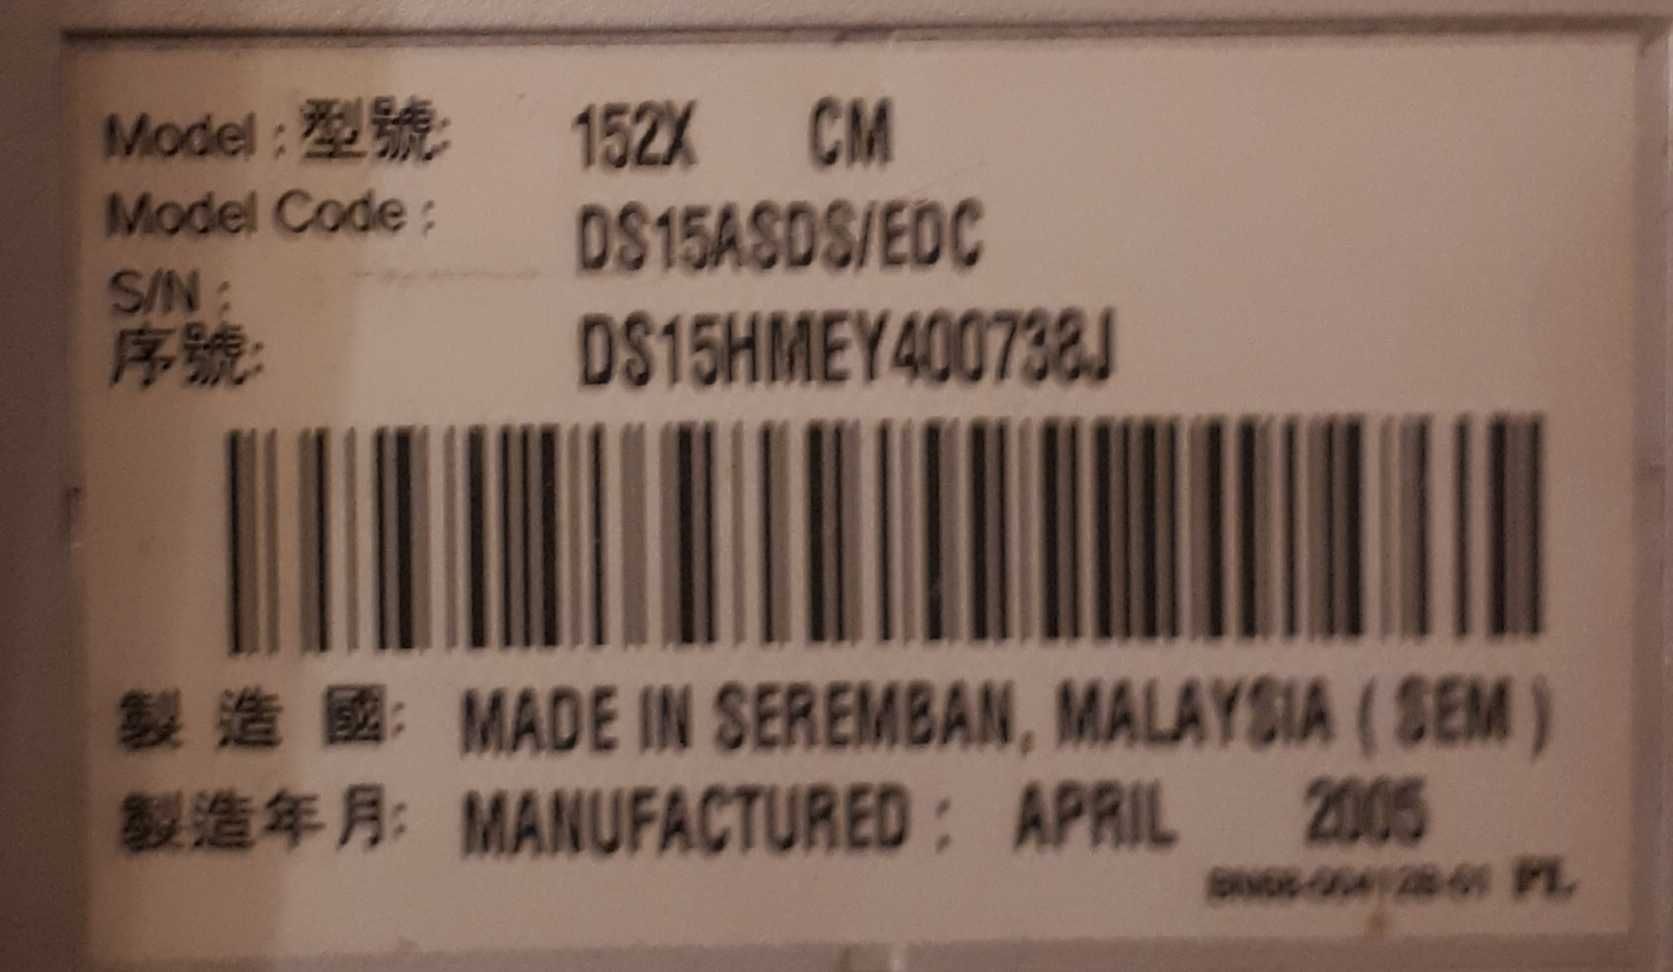 Model : 型號: 152X CM
Model Code : DS15ASDS/EDC
S/N :
序號: DS15HMEY400738J
製造國: MADE IN SEREMBAN, MALAYSIA ( SEM )
製造年月: MANUFACTURED : APRIL 2005
PL